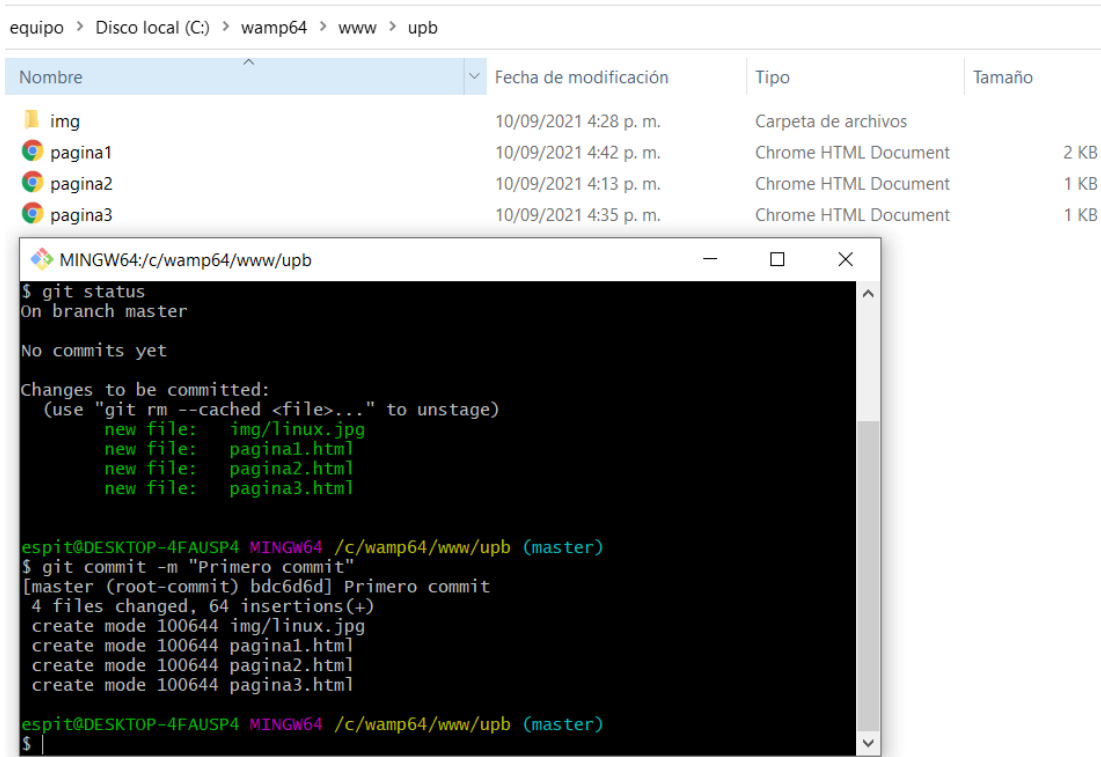 equipo > Disco local (C:) > wamp64 > www > upb
Nombre Fecha de modificación Tipo Tamaño
img 10/09/2021 4:28 p. m. Carpeta de archivos
pagina1 10/09/2021 4:42 p. m. Chrome HTML Document 2 KB
pagina2 10/09/2021 4:13 p. m. Chrome HTML Document 1 KB
pagina3 10/09/2021 4:35 p. m. Chrome HTML Document 1 KB
MINGW64:/c/wamp64/www/upb
$ git status
On branch master
No commits yet
Changes to be committed:
(use "git rm --cached <file>..." to unstage)
new file: img/linux.jpg
new file: pagina1.html
new file: pagina2.html
new file: pagina3.html
espit@DESKTOP-4FAUSP4 MINGW64 /c/wamp64/www/upb (master)
$ git commit -m "Primero commit"
[master (root-commit) bdc6d6d] Primero commit
4 files changed, 64 insertions(+)
create mode 100644 img/linux.jpg
create mode 100644 pagina1.html
create mode 100644 pagina2.html
create mode 100644 pagina3.html
espit@DESKTOP-4FAUSP4 MINGW64 /c/wamp64/www/upb (master)
$